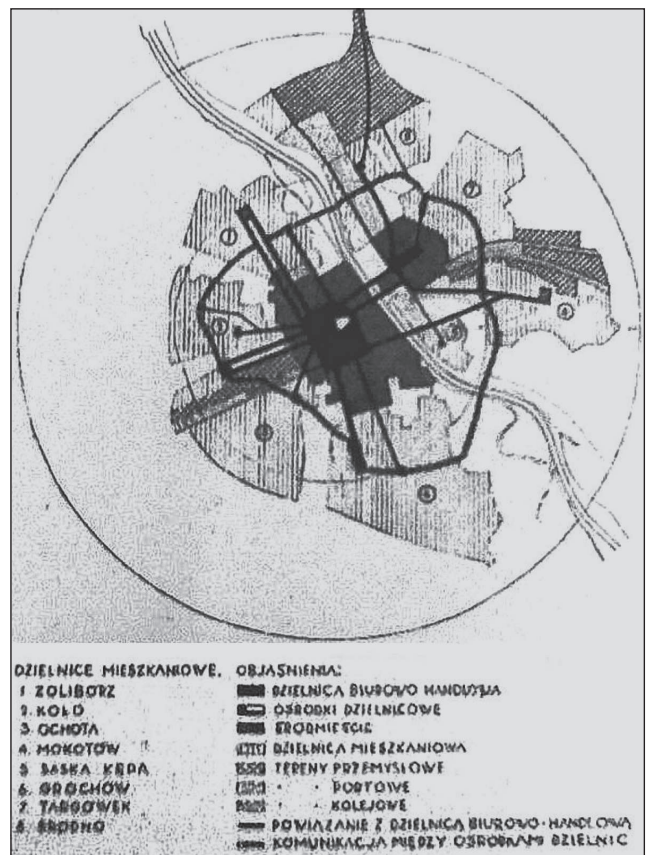 DZIELNICE MIESZKANIOWE.
1 ŻOLIBORZ
2. KOŁO
3 OCHOTA
4. MOKOTÓW
5 SASKA KĘPA
6. GROCHÓW
7 TARGÓWEK
8 BRÓDNO
OBJAŚNIENIA:
DZIELNICA BIUROWO HANDLOWA
OŚRODKI DZIELNICOWE
ŚRÓDMIEŚCIE
DZIELNICA MIESZKANIOWA
TERENY PRZEMYSŁOWE
" " PORTOWE
" " KOLEJOWE
POWIĄZANIE Z DZIELNICĄ BIUROWO-HANDLOWĄ
KOMUNIKACJA MIĘDZY OŚRODKAMI DZIELNIC